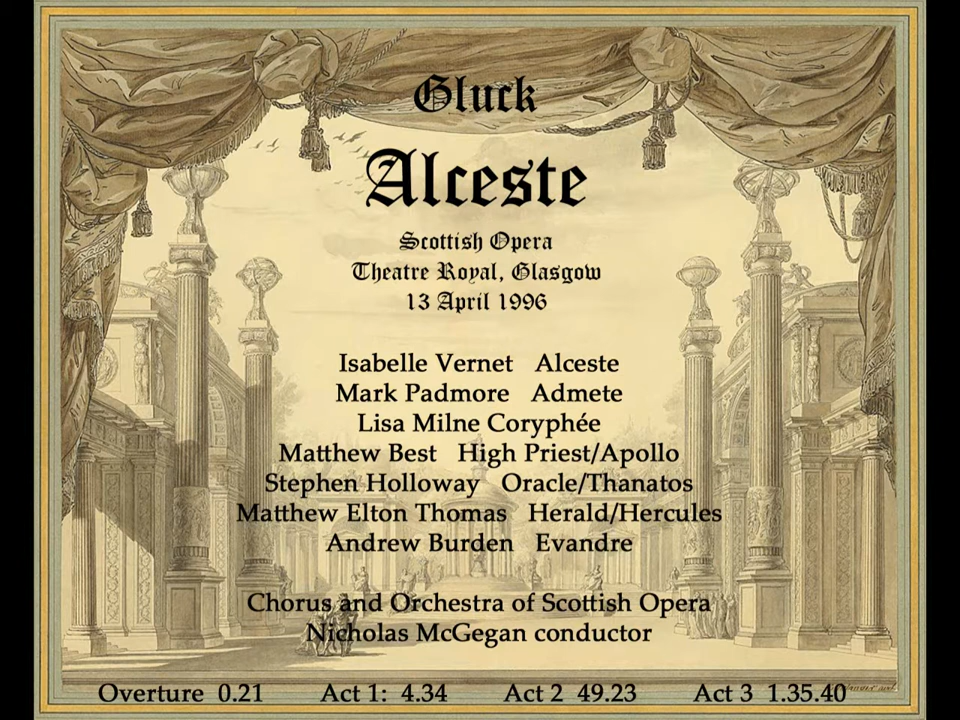 Gluck
Alceste
Scottish Opera
Theatre Royal, Glasgow
13 April 1996
Isabelle Vernet Alceste
Mark Padmore Admete
Lisa Milne Coryphée
Matthew Best High Priest/Apollo
Stephen Holloway Oracle/Thanatos
Matthew Elton Thomas Herald/Hercules
Andrew Burden Evandre
Chorus and Orchestra of Scottish Opera
Nicholas McGegan conductor
Overture 0.21 Act 1: 4.34 Act 2 49.23 Act 3 1.35.40